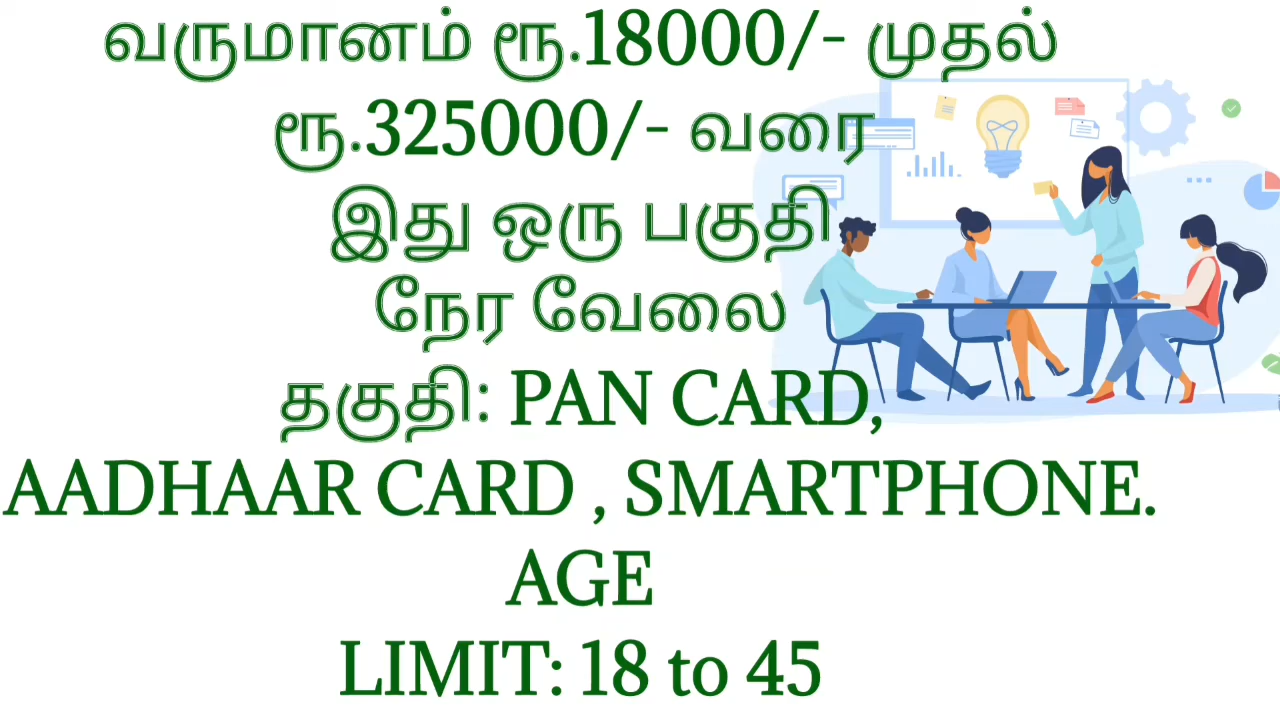 வருமானம் ரூ.18000/- முதல்
ரூ.325000/- வரை
இது ஒரு பகுதி
நேர வேலை
தகுதி: PAN CARD,
AADHAAR CARD , SMARTPHONE.
AGE
LIMIT: 18 to 45